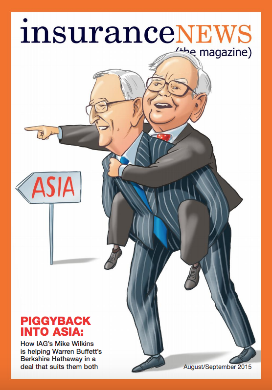 insuranceNEWS
(the magazine)
ASIA
PIGGYBACK
INTO ASIA:
How IAG's Mike Wilkins
is helping Warren Buffett's
Berkshire Hathaway in a
deal that suits them both
August/September 2015